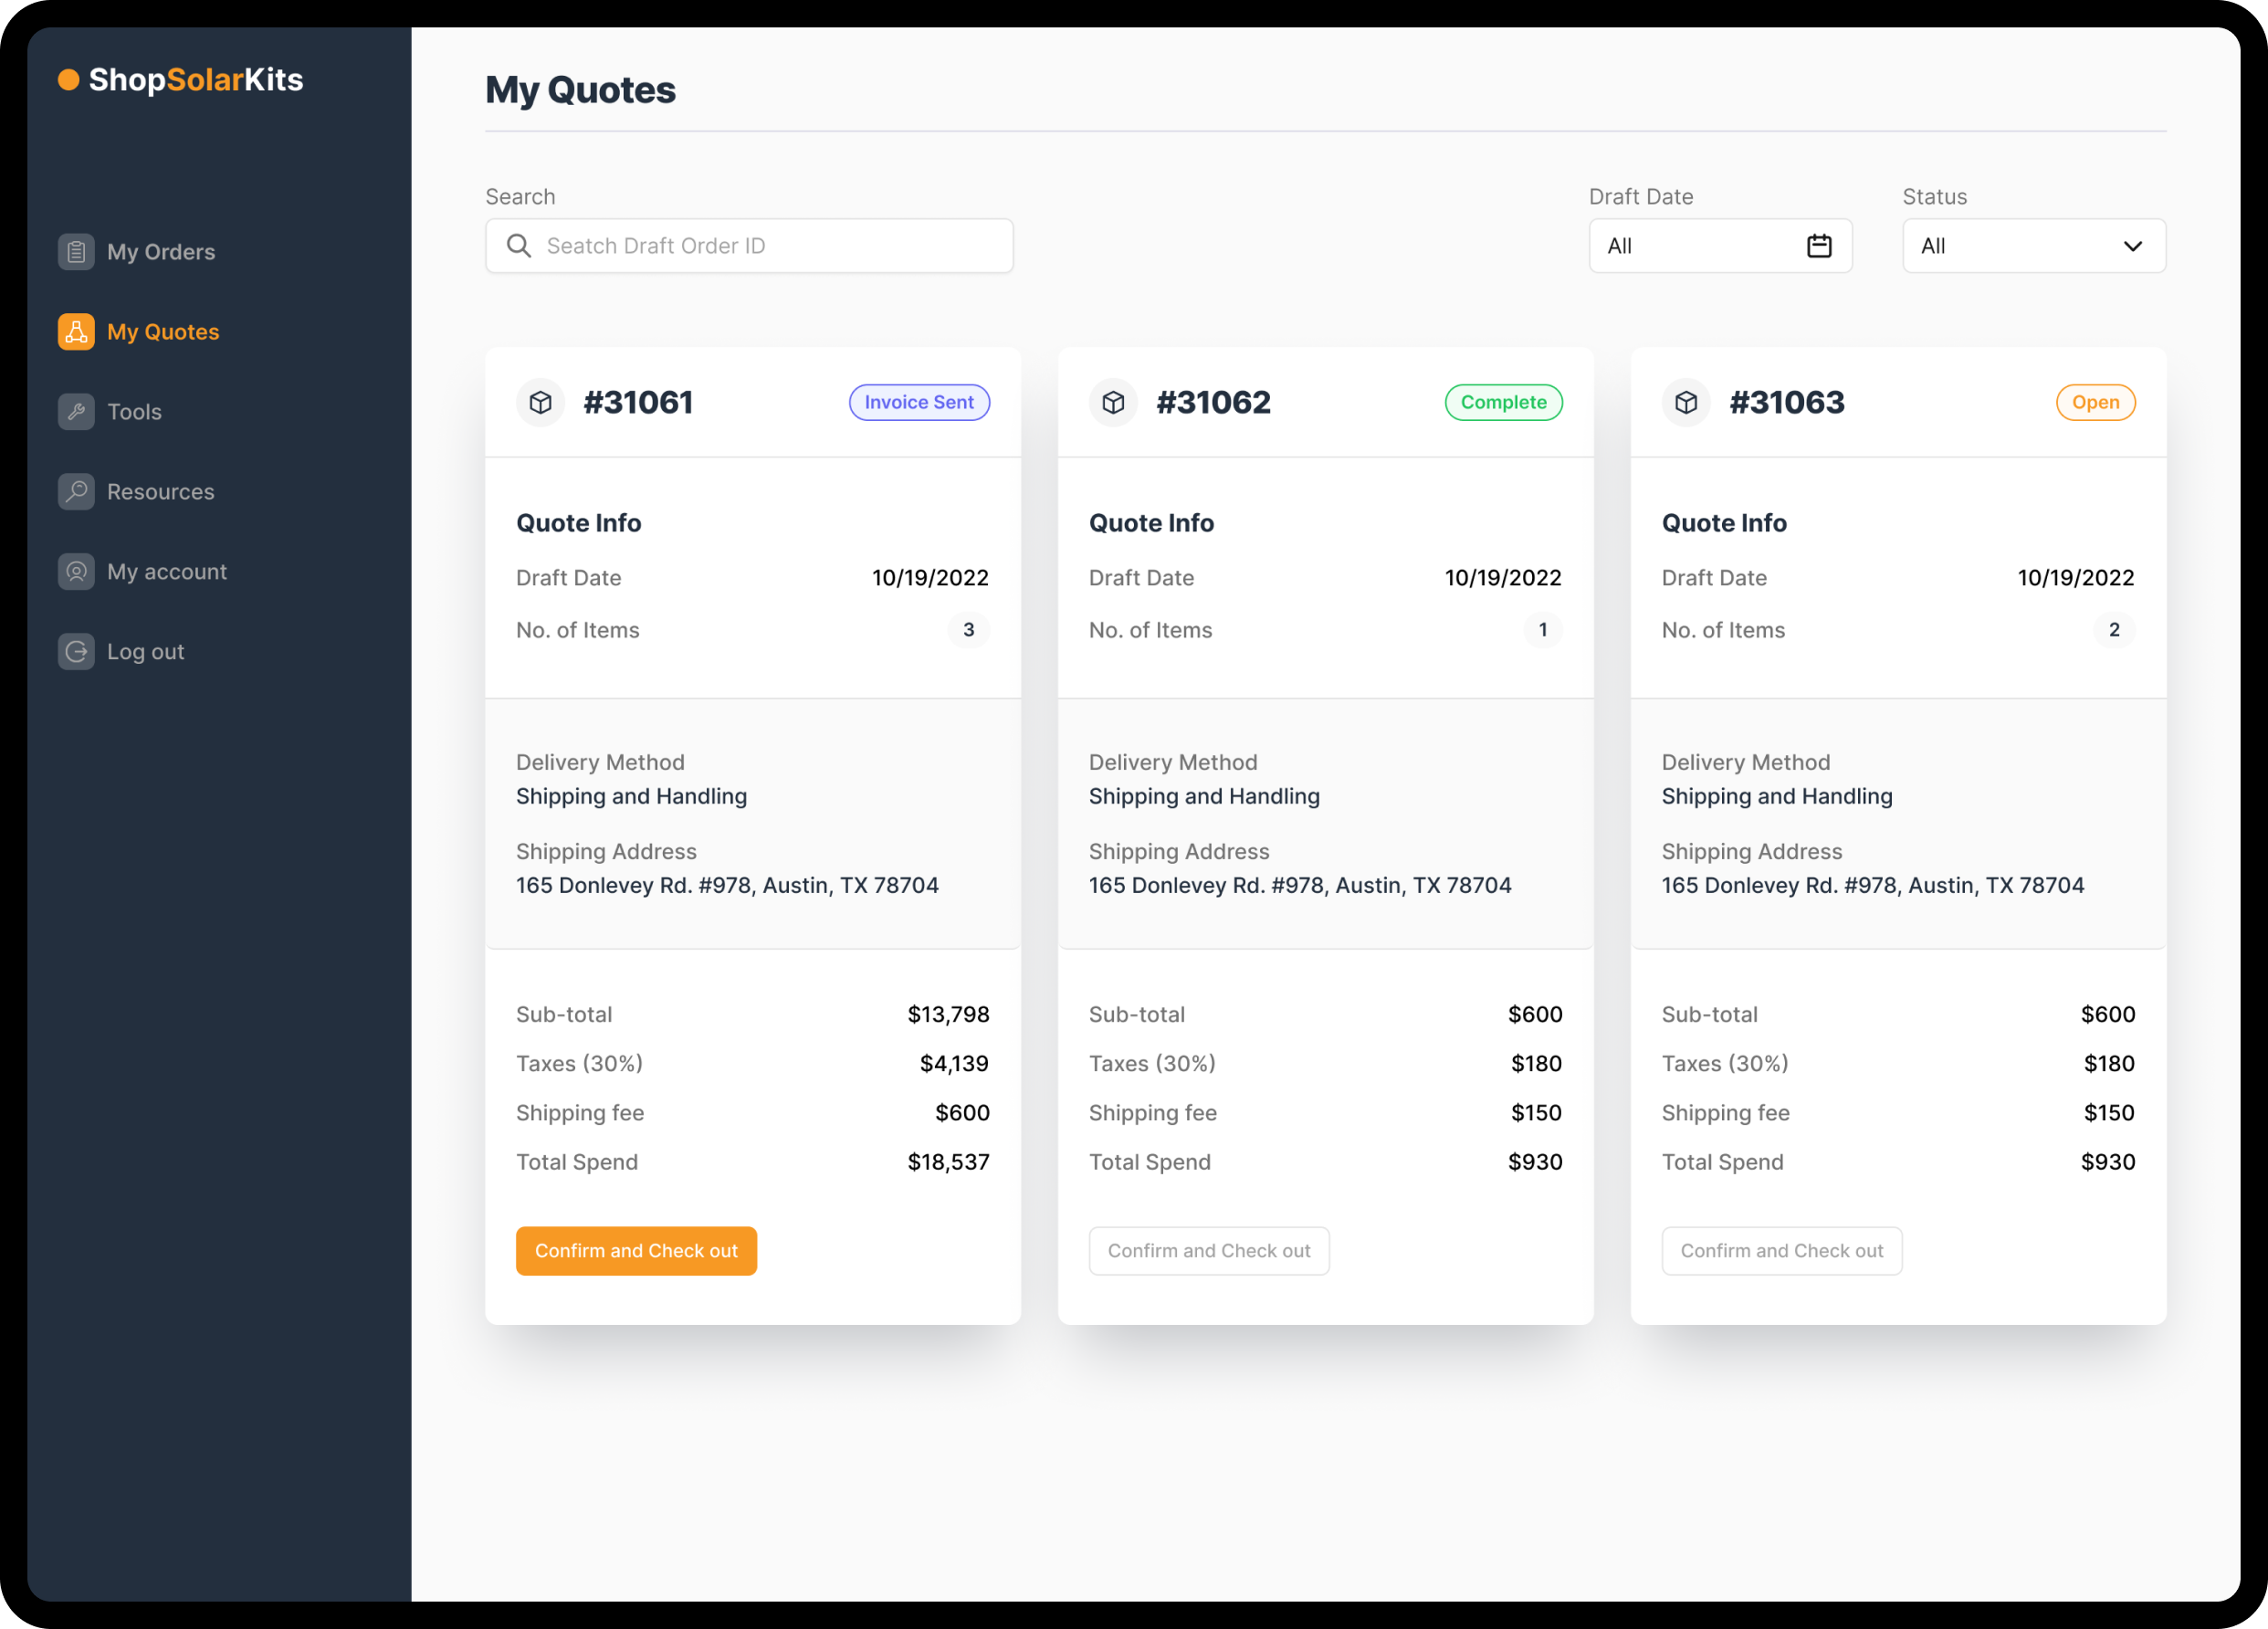 ShopSolarKits
My Orders
My Quotes
Tools
Resources
My account
Log out
My Quotes
Search
Seatch Draft Order ID
Draft Date
All
Status
All
#31061
Invoice Sent
Quote Info
Draft Date 10/19/2022
No. of Items 3
Delivery Method
Shipping and Handling
Shipping Address
165 Donlevey Rd. #978, Austin, TX 78704
Sub-total $13,798
Taxes (30%) $4,139
Shipping fee $600
Total Spend $18,537
Confirm and Check out
#31062
Complete
Quote Info
Draft Date 10/19/2022
No. of Items 1
Delivery Method
Shipping and Handling
Shipping Address
165 Donlevey Rd. #978, Austin, TX 78704
Sub-total $600
Taxes (30%) $180
Shipping fee $150
Total Spend $930
Confirm and Check out
#31063
Open
Quote Info
Draft Date 10/19/2022
No. of Items 2
Delivery Method
Shipping and Handling
Shipping Address
165 Donlevey Rd. #978, Austin, TX 78704
Sub-total $600
Taxes (30%) $180
Shipping fee $150
Total Spend $930
Confirm and Check out